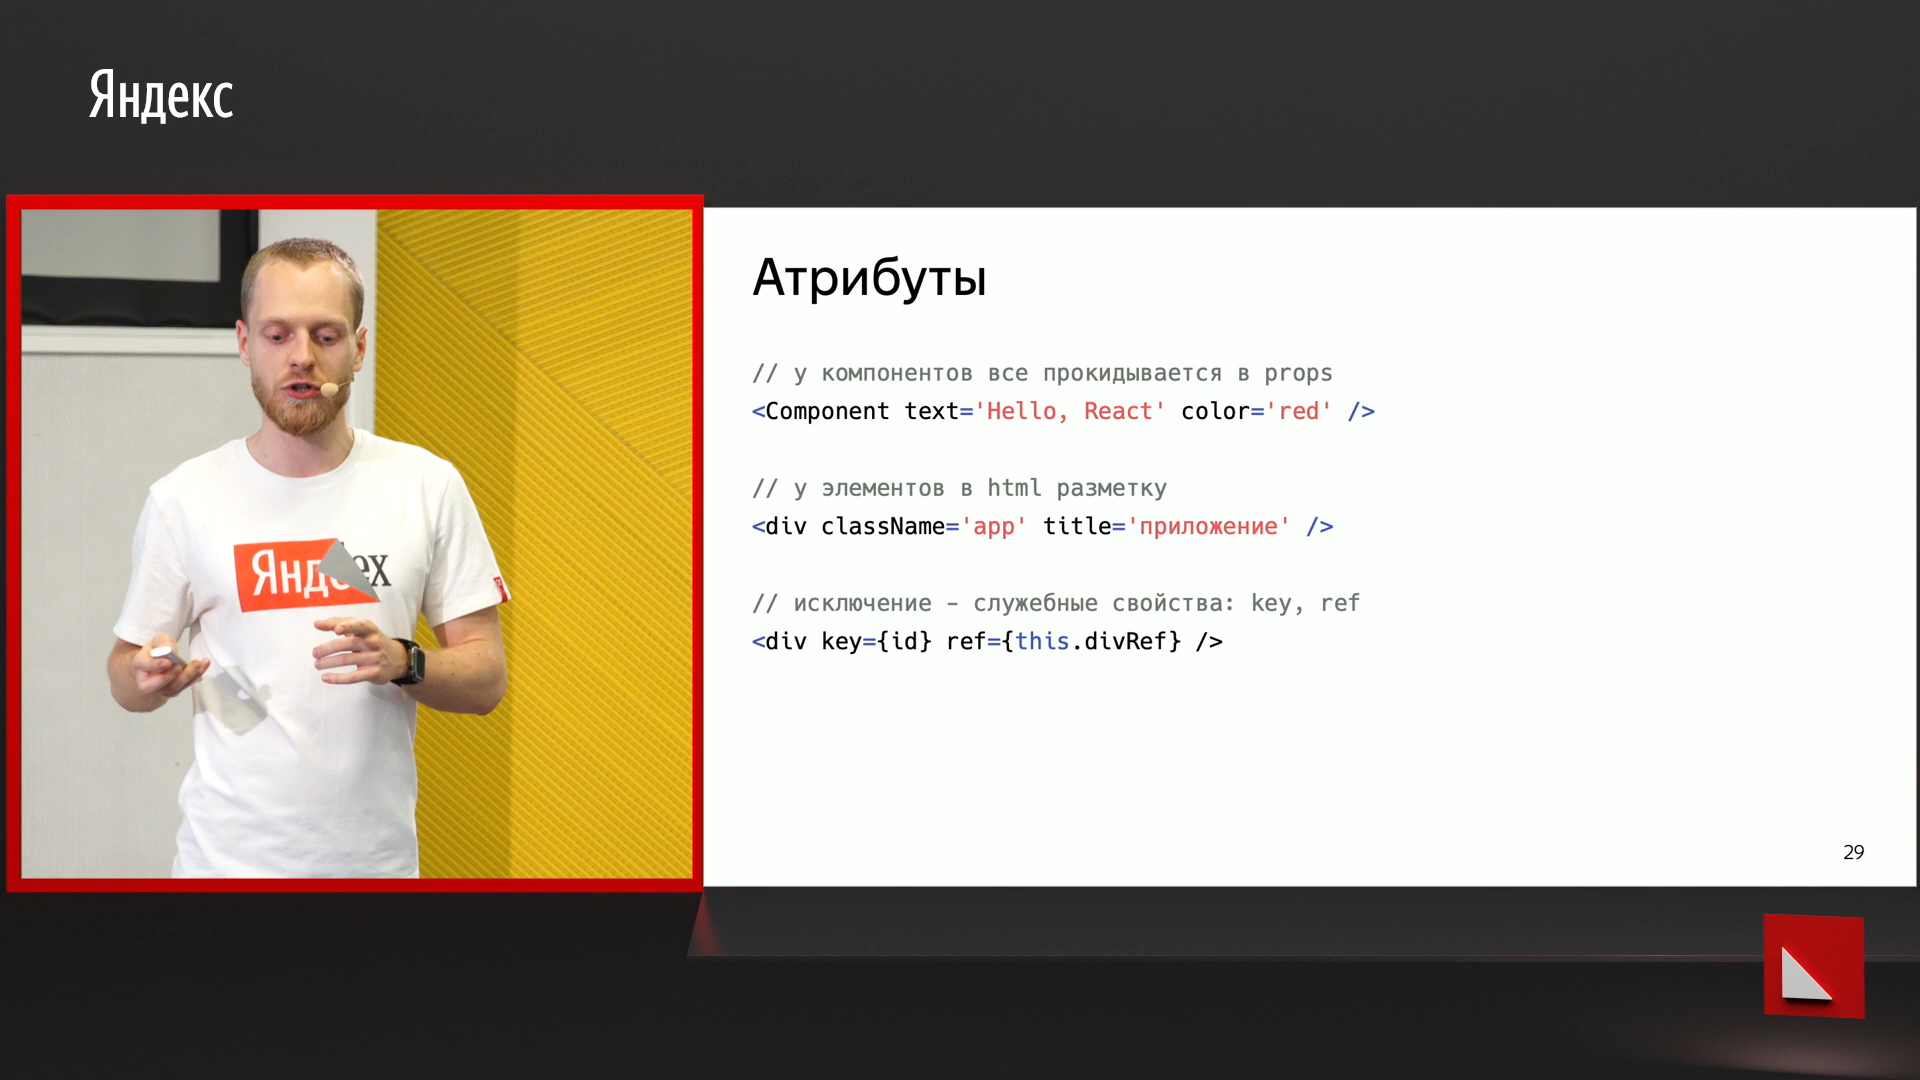 Яндекс
Яндex
Атрибуты
// у компонентов все прокидывается в props
<Component text='Hello, React' color='red' />
// у элементов в html разметку
<div className='app' title='приложение' />
// исключение – служебные свойства: key, ref
<div key={id} ref={this.divRef} />
29